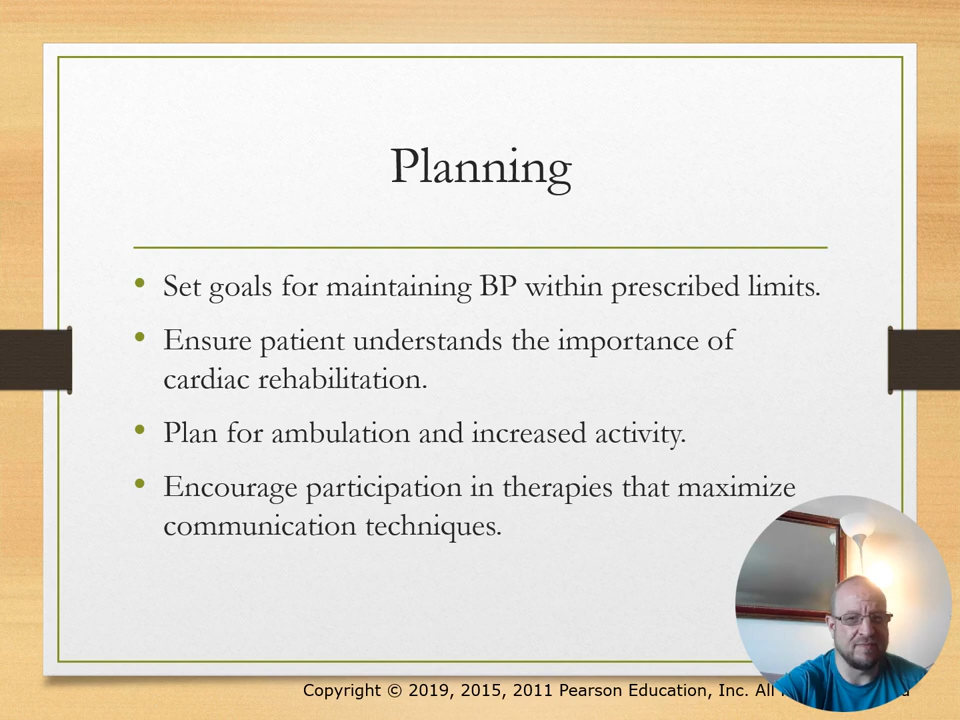 Planning
• Set goals for maintaining BP within prescribed limits.
• Ensure patient understands the importance of
cardiac rehabilitation.
• Plan for ambulation and increased activity.
• Encourage participation in therapies that maximize
communication techniques.
Copyright © 2019, 2015, 2011 Pearson Education, Inc. All